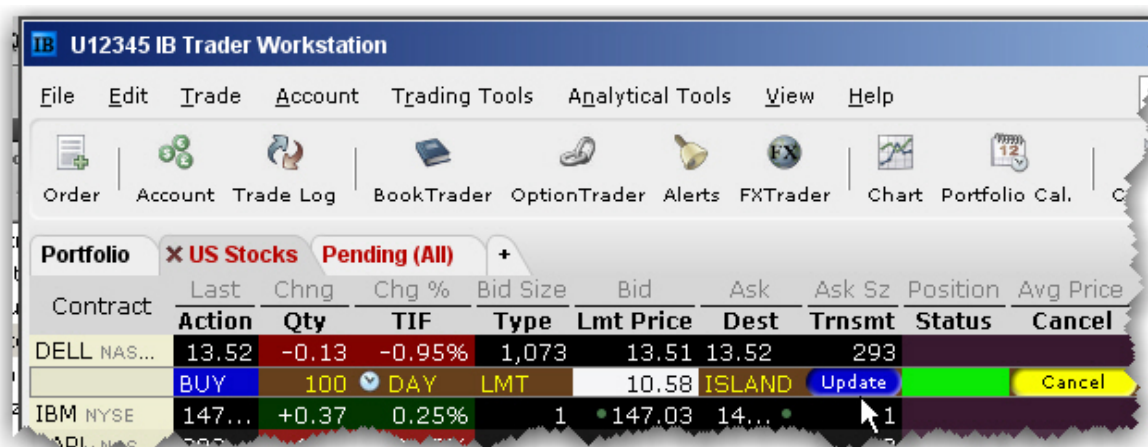 IB U12345 IB Trader Workstation
File Edit Trade Account Trading Tools Analytical Tools View Help
FX 12
Order Account Trade Log BookTrader OptionTrader Alerts FXTrader Chart Portfolio Cal. C
Portfolio × US Stocks Pending (All) +
Contract Last Chng Chg % Bid Size Bid Ask Ask Sz Position Avg Price
Action Qty TIF Type Lmt Price Dest Trnsmt Status Cancel
DELL NAS... 13.52 -0.13 -0.95% 1,073 13.51 13.52 293
BUY 100 DAY LMT 10.58 ISLAND Update Cancel
IBM NYSE 147... +0.37 0.25% 1 147.03 14... 1